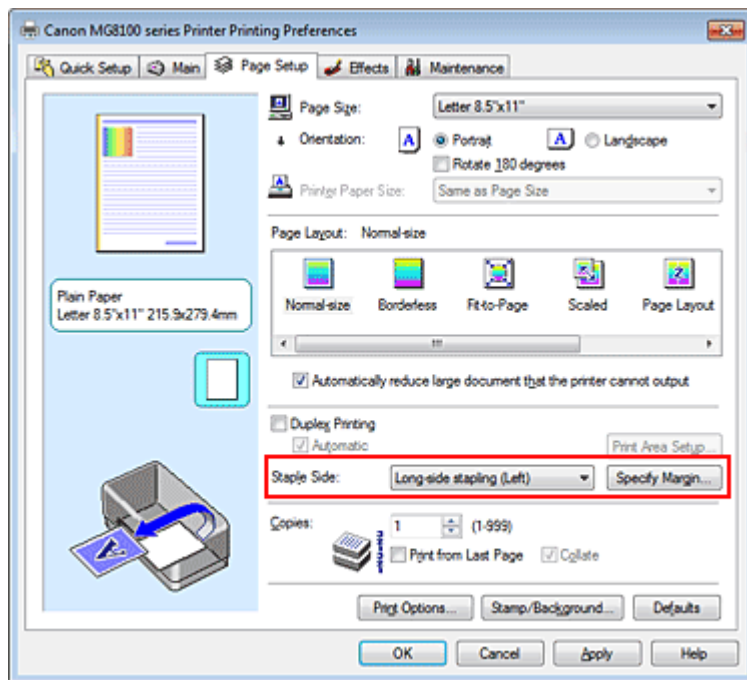 Canon MG8100 series Printer Printing Preferences
Quick Setup Main Page Setup Effects Maintenance
Page Size: Letter 8.5"x11"
Orientation: A Portrait A Landscape
Rotate 180 degrees
Printer Paper Size: Same as Page Size
Page Layout: Normal-size
Normal-size Borderless Fit-to-Page Scaled Page Layout
Plain Paper
Letter 8.5"x11" 215.9x279.4mm
Automatically reduce large document that the printer cannot output
Duplex Printing
Automatic Print Area Setup...
Staple Side: Long-side stapling (Left) Specify Margin...
Copies: 1 (1-999)
Print from Last Page Collate
Print Options... Stamp/Background... Defaults
OK Cancel Apply Help